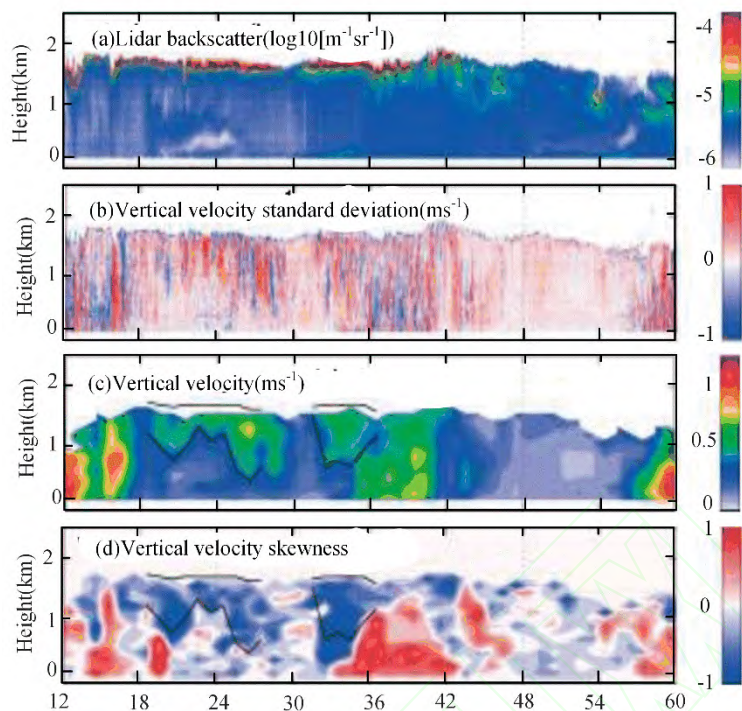 (a)Lidar backscatter(log10[m⁻¹sr⁻¹])
Height(km)
2
1
0
-4
-5
-6
(b)Vertical velocity standard deviation(ms⁻¹)
Height(km)
2
1
0
1
0
-1
(c)Vertical velocity(ms⁻¹)
Height(km)
2
1
0
1
0.5
0
(d)Vertical velocity skewness
Height(km)
2
1
0
1
0
-1
12 18 24 30 36 42 48 54 60